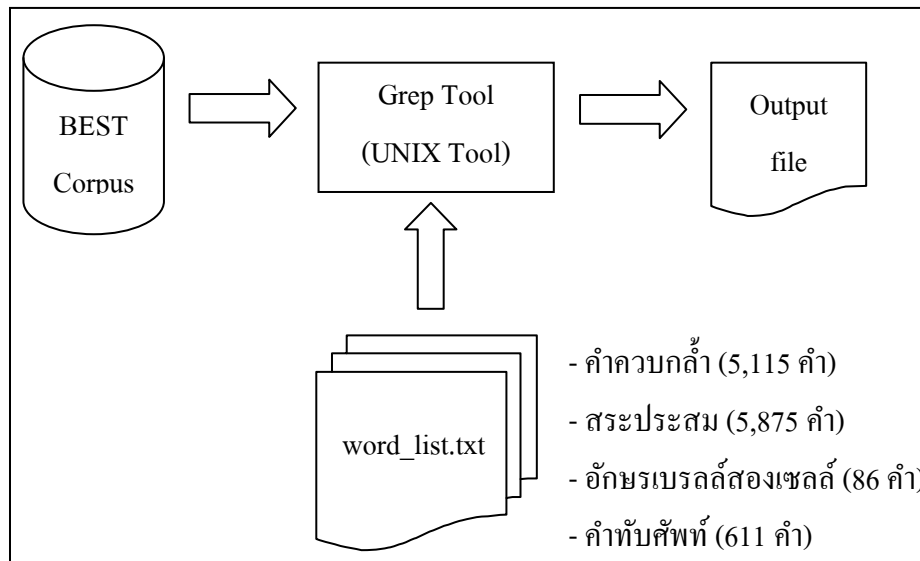 BEST
Corpus
Grep Tool
(UNIX Tool)
Output
file
word_list.txt
- คำควบกล้ำ (5,115 คำ)
- สระประสม (5,875 คำ)
- อักษรเบรลล์สองเซลล์ (86 คำ)
- คำทับศัพท์ (611 คำ)